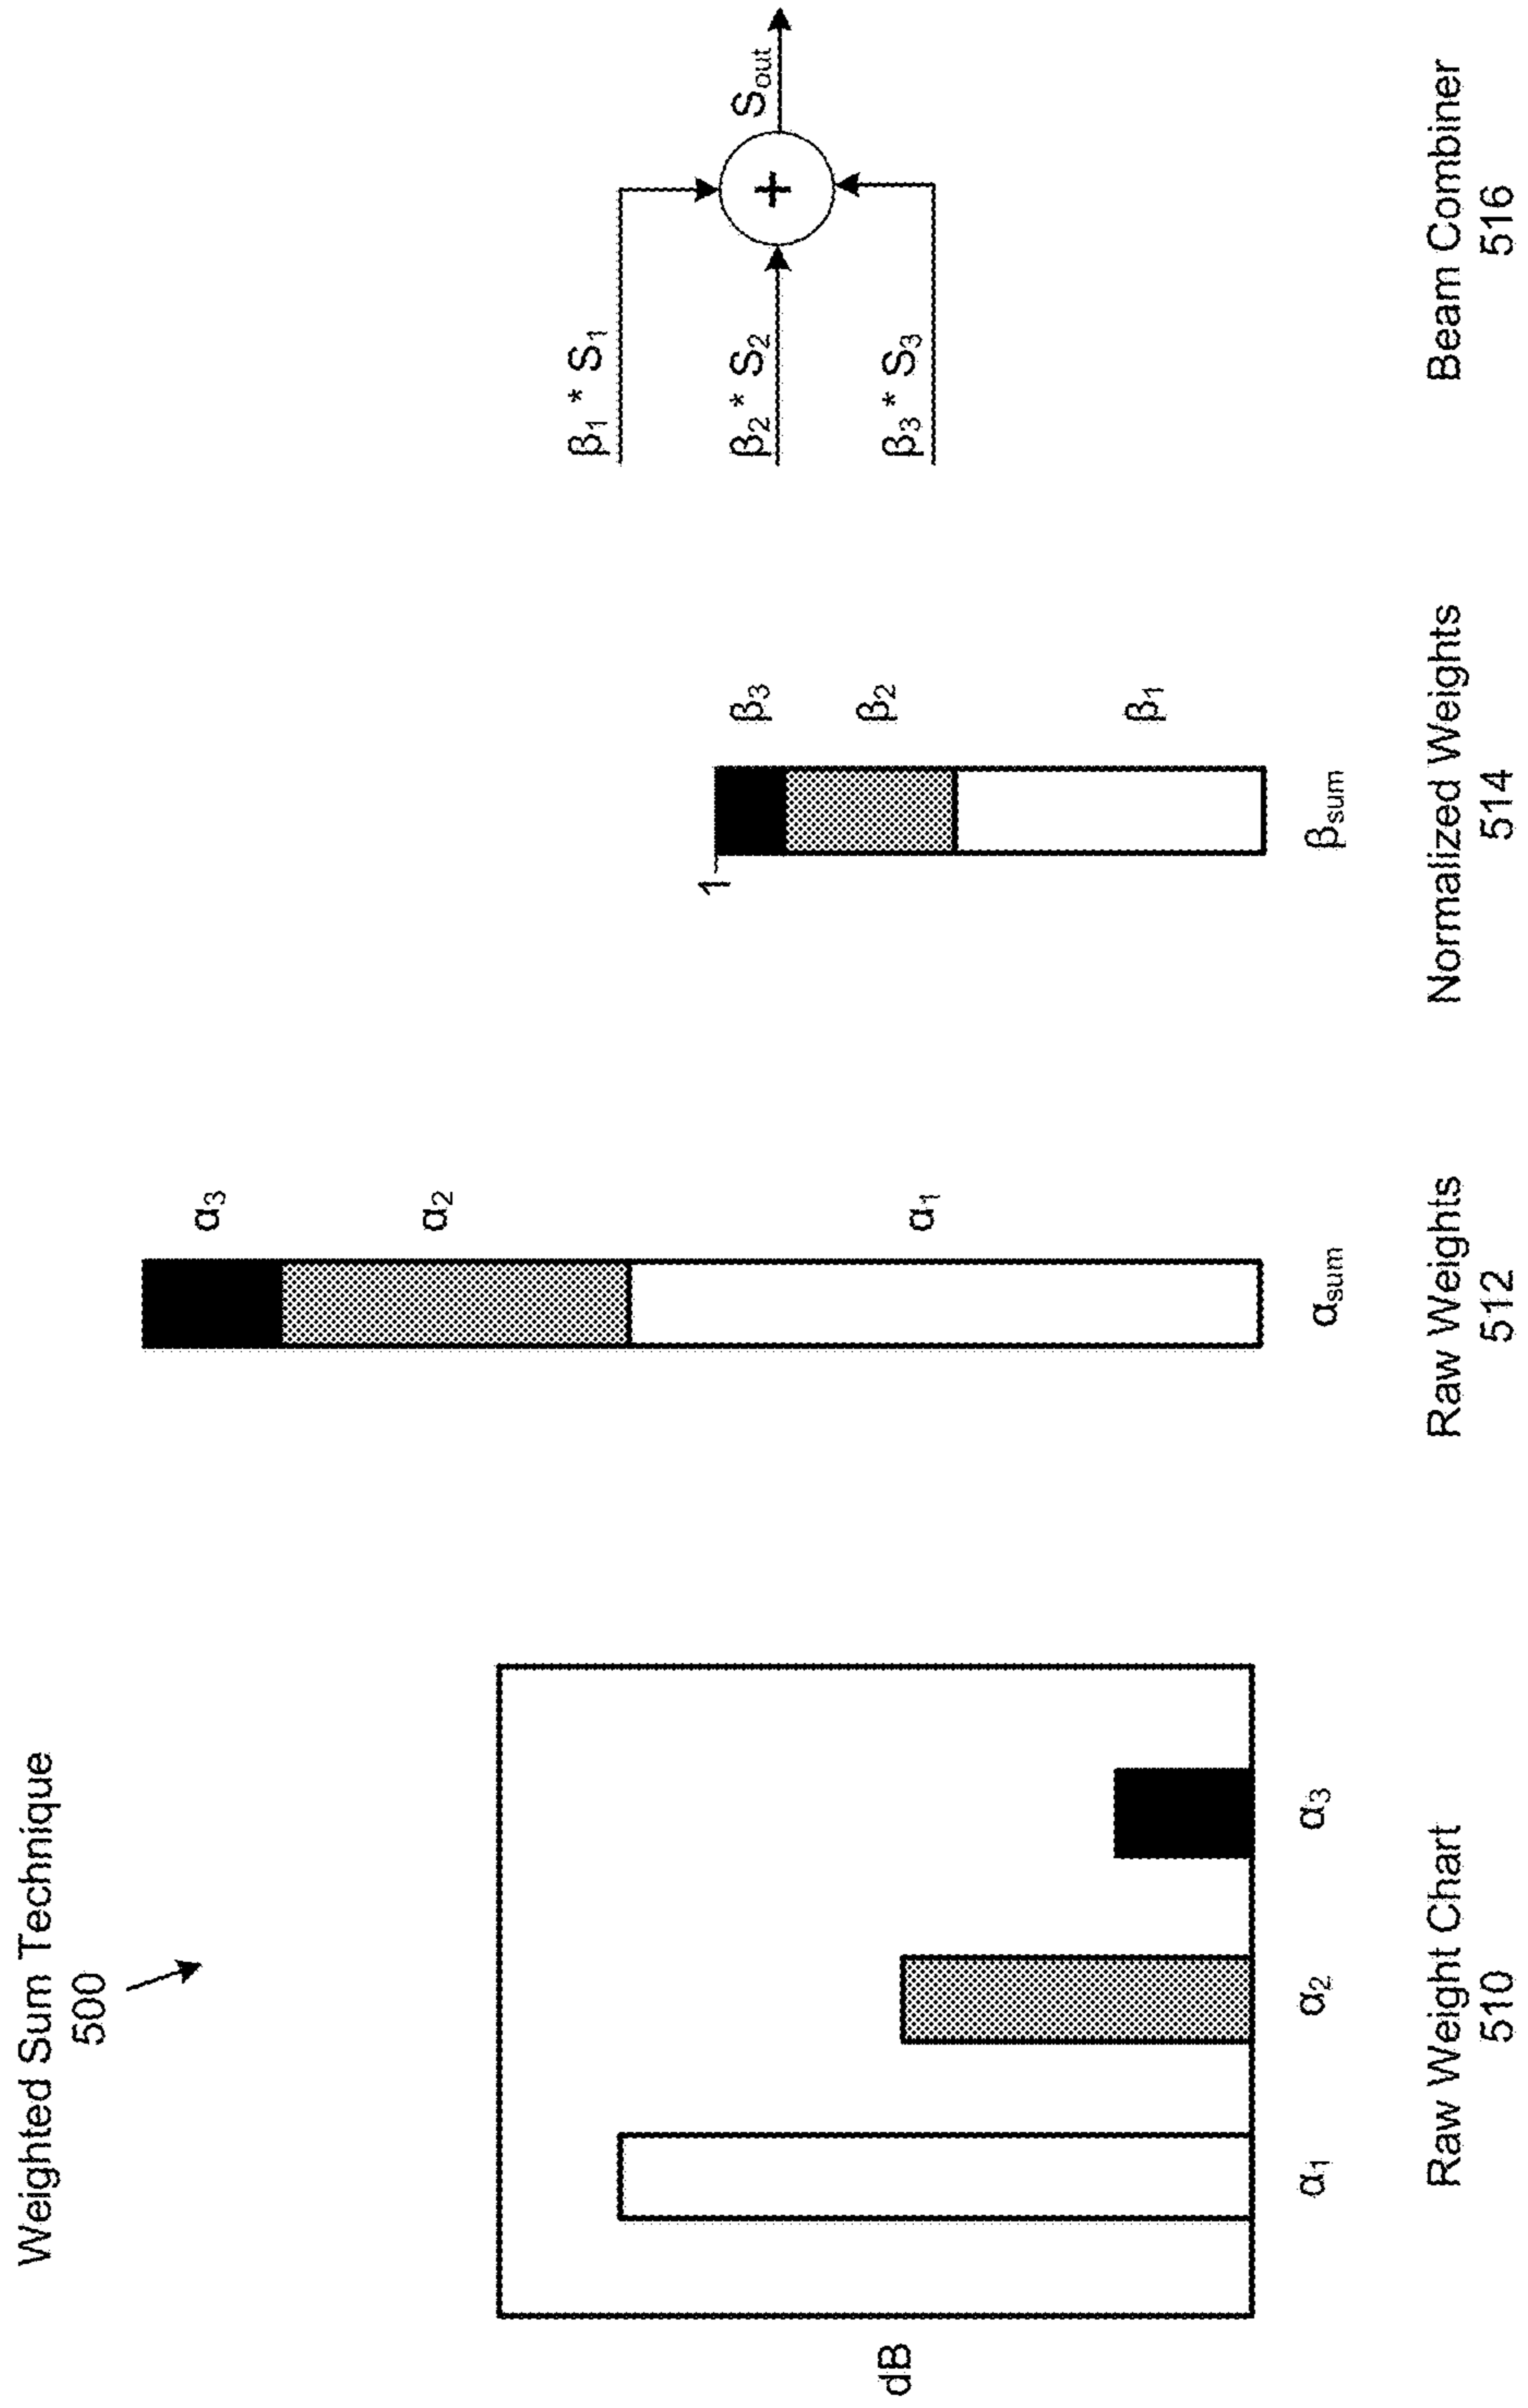 Weighted Sum Technique
500
dB
α1
α2
α3
Raw Weight Chart
510
α3
α2
α1
αsum
Raw Weights
512
1
β3
β2
β1
βsum
Normalized Weights
514
β1 * S1
β2 * S2
β3 * S3
+
Sout
Beam Combiner
516